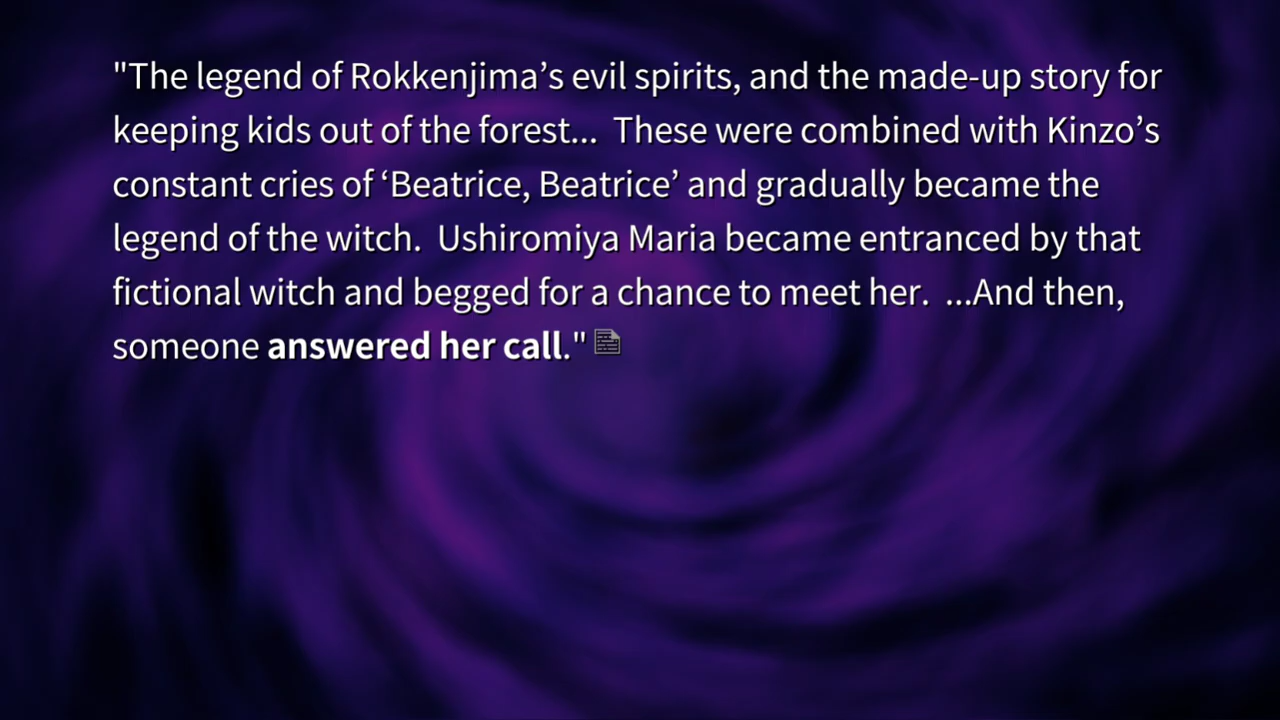 "The legend of Rokkenjima’s evil spirits, and the made-up story for
keeping kids out of the forest...  These were combined with Kinzo’s
constant cries of ‘Beatrice, Beatrice’ and gradually became the
legend of the witch.  Ushiromiya Maria became entranced by that
fictional witch and begged for a chance to meet her.  ...And then,
someone answered her call."